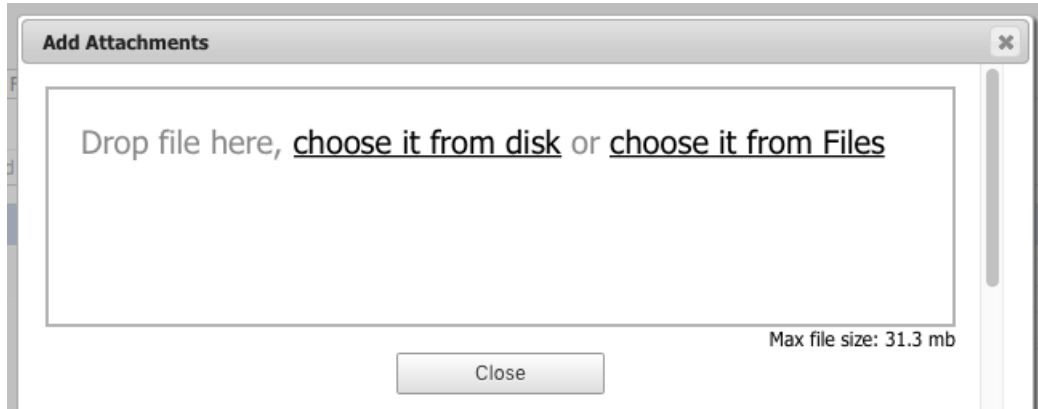 Add Attachments
Drop file here, choose it from disk or choose it from Files
Max file size: 31.3 mb
Close